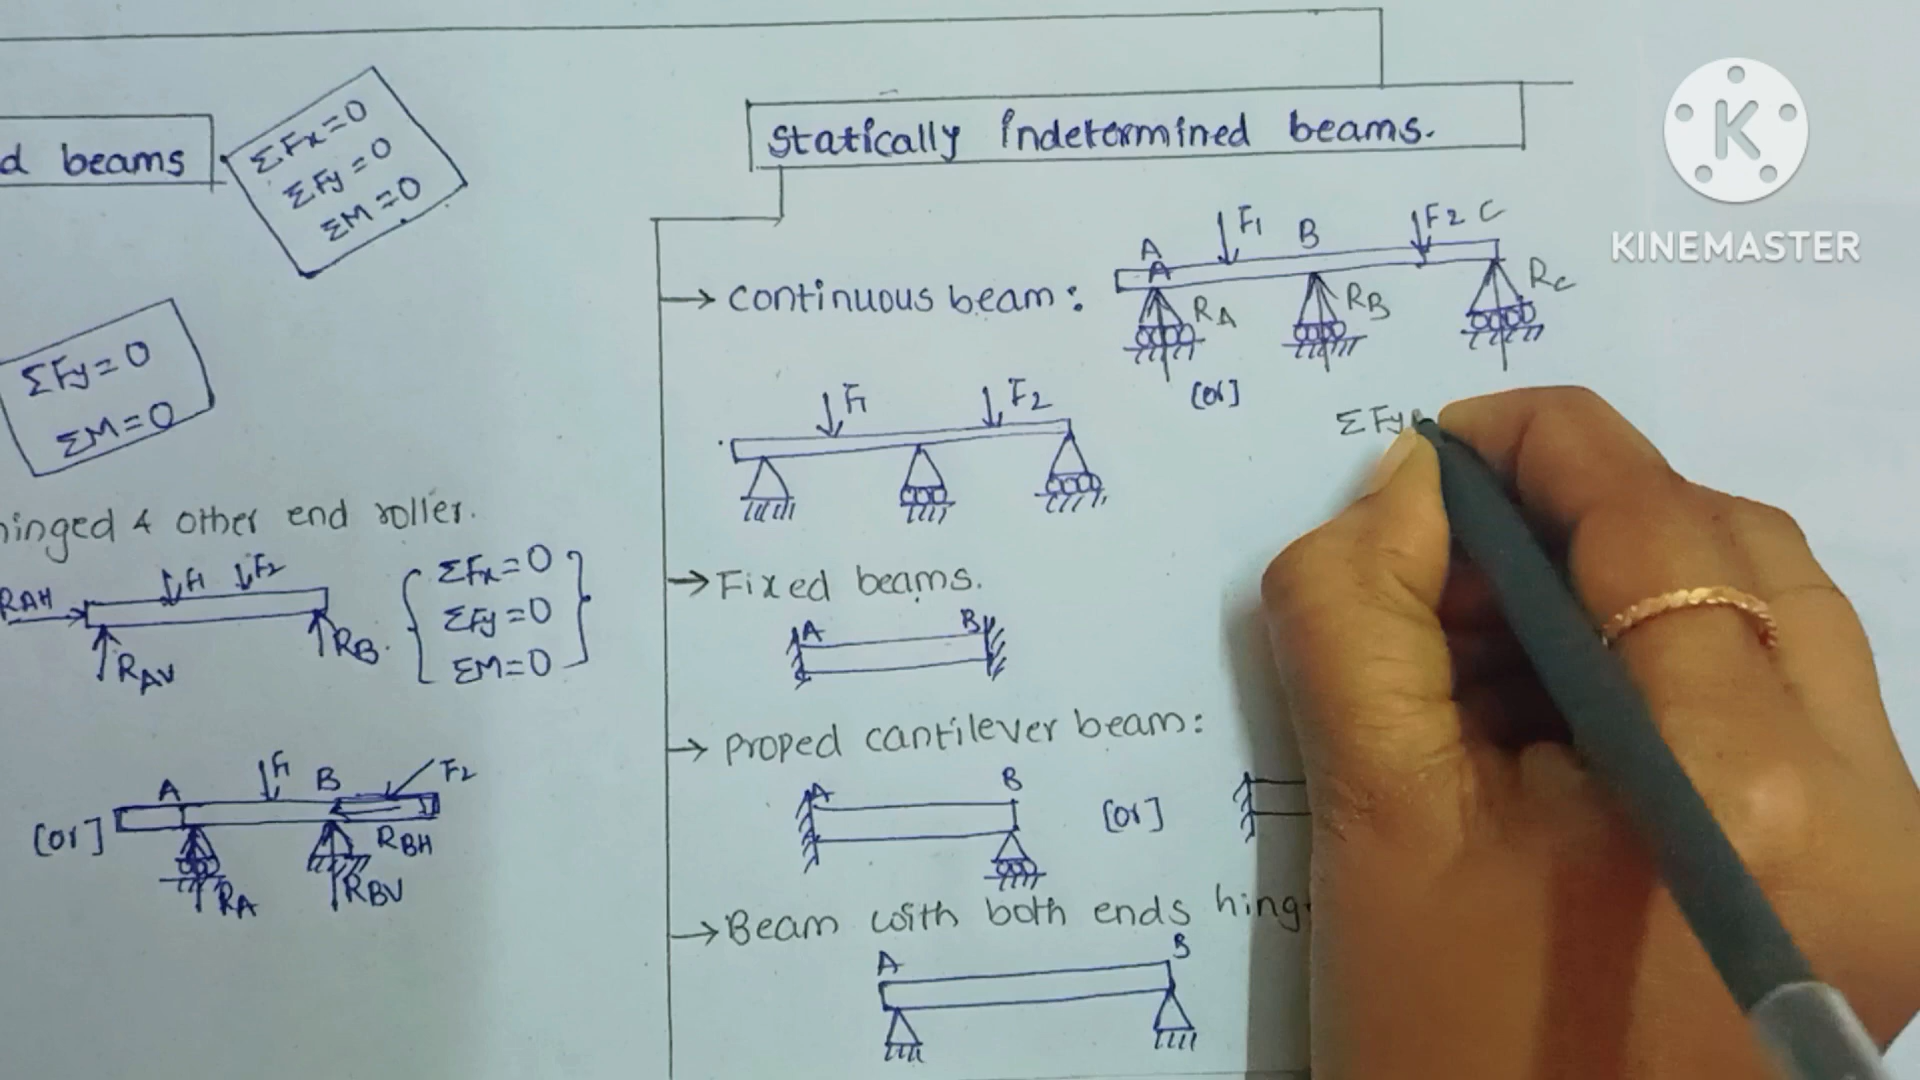 d beams
ΣFx=0
ΣFy=0
ΣM=0
ΣFy=0
ΣM=0
hinged & other end roller.
RAH
F1
F2
RAV
RB.
ΣFx=0
ΣFy=0
ΣM=0
[or]
A
F1
B
F2
RBH
RA
RBV
Statically indetermined beams.
→ continuous beam:
A
A
F1
B
F2
C
RA
RB
RC
[or]
F1
F2
ΣFy
→ Fixed beams.
A
B
→ Proped cantilever beam:
A
B
[or]
→ Beam with both ends hing
A
B
K
KINEMASTER